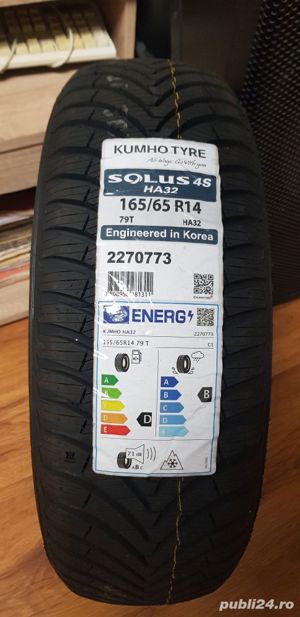 KUMHO TYRE
SOLUS 4S
HA32
165/65 R14
79T HA32
Engineered in Korea
2270773
ENERG
KUMHO HA32 2270773
165/65R14 79 T C1
A A
B B B
C C
D D D
E E
71 dB
publi24.ro